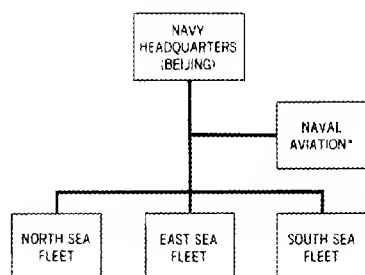 NAVY
HEADQUARTERS
(BEIJING)
NAVAL
AVIATION*
NORTH SEA
FLEET
EAST SEA
FLEET
SOUTH SEA
FLEET